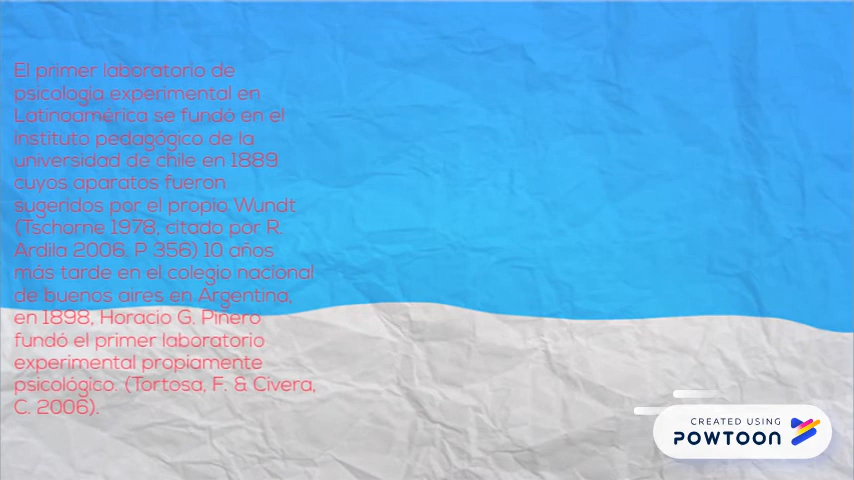 El primer laboratorio de
psicología experimental en
Latinoamérica se fundó en el
instituto pedagógico de la
universidad de chile en 1889
cuyos aparatos fueron
sugeridos por el propio Wundt
(Tschorne 1978, citado por R.
Ardila 2006. P 356) 10 años
más tarde en el colegio nacional
de buenos aires en Argentina,
en 1898, Horacio G. Piñero
fundó el primer laboratorio
experimental propiamente
psicológico. (Tortosa, F. & Civera,
C. 2006).
CREATED USING
POWTOON